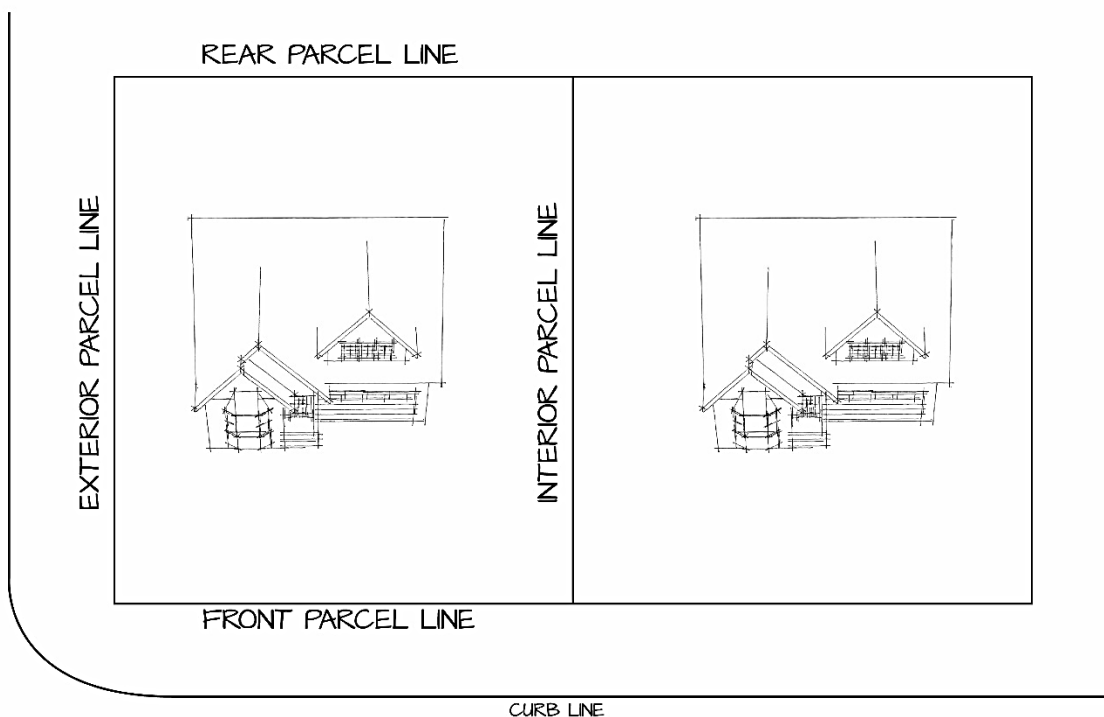 REAR PARCEL LINE
EXTERIOR PARCEL LINE
INTERIOR PARCEL LINE
FRONT PARCEL LINE
CURB LINE